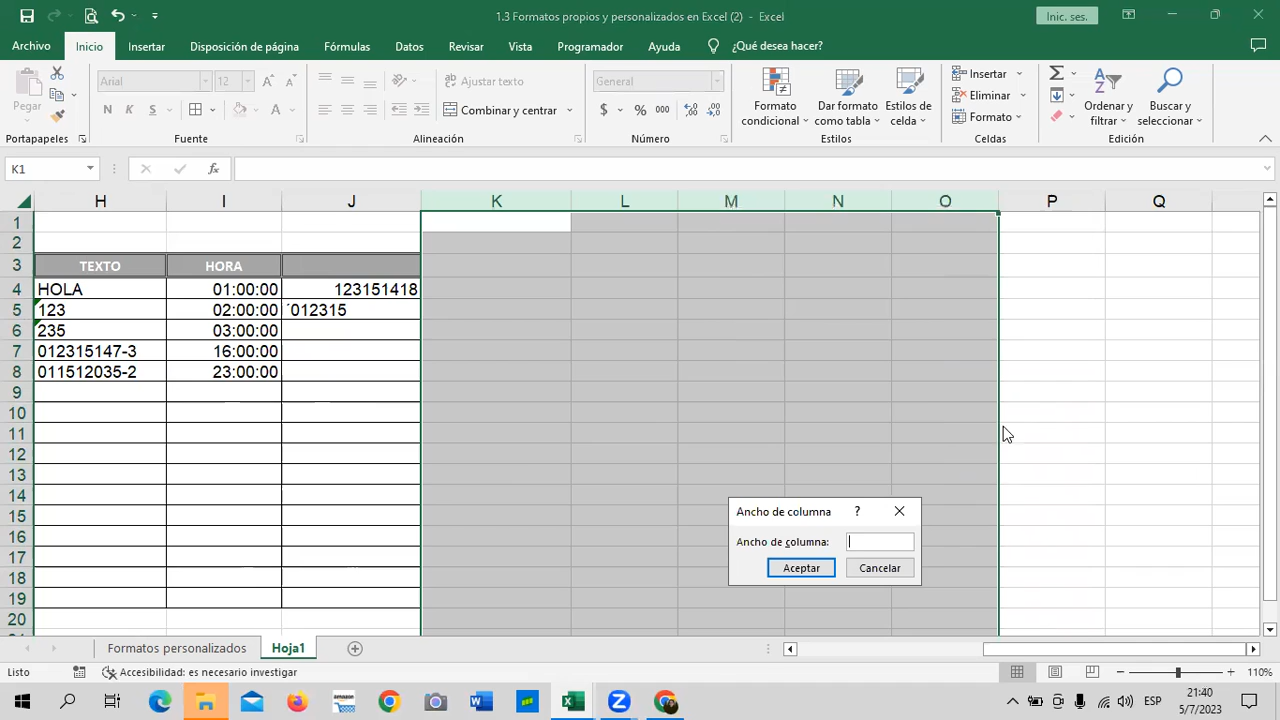 1.3 Formatos propios y personalizados en Excel (2) - Excel
Inic. ses.
Archivo Inicio Insertar Disposición de página Fórmulas Datos Revisar Vista Programador Ayuda ¿Qué desea hacer?
Pegar
Arial 12
N K S A
Ajustar texto
Combinar y centrar
General
$ % 000
Formato condicional
Dar formato como tabla
Estilos de celda
Insertar
Eliminar
Formato
Ordenar y filtrar
Buscar y seleccionar
Portapapeles Fuente Alineación Número Estilos Celdas Edición
K1 fx
H I J K L M N O P Q
1
2
3 TEXTO HORA
4 HOLA 01:00:00 123151418
5 123 02:00:00 ´012315
6 235 03:00:00
7 012315147-3 16:00:00
8 011512035-2 23:00:00
9
10
11
12
13
14
15
16
17
18
19
20
Ancho de columna ?
Ancho de columna:
Aceptar Cancelar
Formatos personalizados Hoja1
Listo Accesibilidad: es necesario investigar 110%
amazon
ESP
21:40
5/7/2023